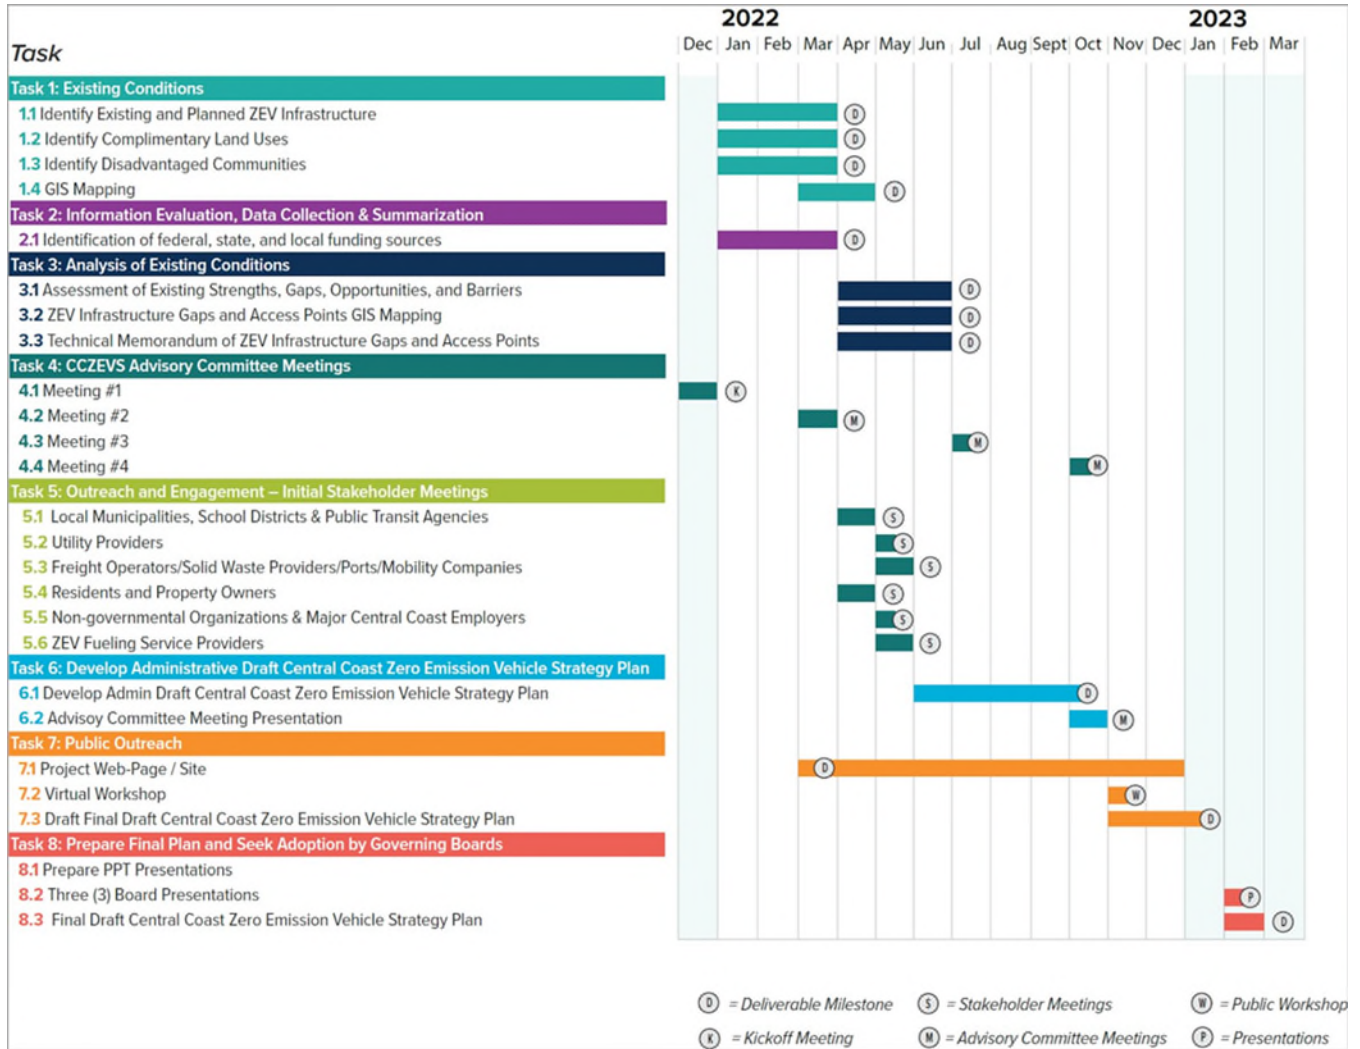 2022 2023
Task
Dec Jan Feb Mar Apr May Jun Jul Aug Sept Oct Nov Dec Jan Feb Mar
Task 1: Existing Conditions
1.1 Identify Existing and Planned ZEV Infrastructure D
1.2 Identify Complimentary Land Uses D
1.3 Identify Disadvantaged Communities D
1.4 GIS Mapping D
Task 2: Information Evaluation, Data Collection & Summarization
2.1 Identification of federal, state, and local funding sources D
Task 3: Analysis of Existing Conditions
3.1 Assessment of Existing Strengths, Gaps, Opportunities, and Barriers D
3.2 ZEV Infrastructure Gaps and Access Points GIS Mapping D
3.3 Technical Memorandum of ZEV Infrastructure Gaps and Access Points D
Task 4: CCZEVS Advisory Committee Meetings
4.1 Meeting #1 K
4.2 Meeting #2 M
4.3 Meeting #3 M
4.4 Meeting #4 M
Task 5: Outreach and Engagement – Initial Stakeholder Meetings
5.1 Local Municipalities, School Districts & Public Transit Agencies S
5.2 Utility Providers S
5.3 Freight Operators/Solid Waste Providers/Ports/Mobility Companies S
5.4 Residents and Property Owners S
5.5 Non-governmental Organizations & Major Central Coast Employers S
5.6 ZEV Fueling Service Providers S
Task 6: Develop Administrative Draft Central Coast Zero Emission Vehicle Strategy Plan
6.1 Develop Admin Draft Central Coast Zero Emission Vehicle Strategy Plan D
6.2 Advisoy Committee Meeting Presentation M
Task 7: Public Outreach
7.1 Project Web-Page / Site D
7.2 Virtual Workshop W
7.3 Draft Final Draft Central Coast Zero Emission Vehicle Strategy Plan D
Task 8: Prepare Final Plan and Seek Adoption by Governing Boards
8.1 Prepare PPT Presentations
8.2 Three (3) Board Presentations P
8.3 Final Draft Central Coast Zero Emission Vehicle Strategy Plan D
D = Deliverable Milestone S = Stakeholder Meetings W = Public Workshop
K = Kickoff Meeting M = Advisory Committee Meetings P = Presentations